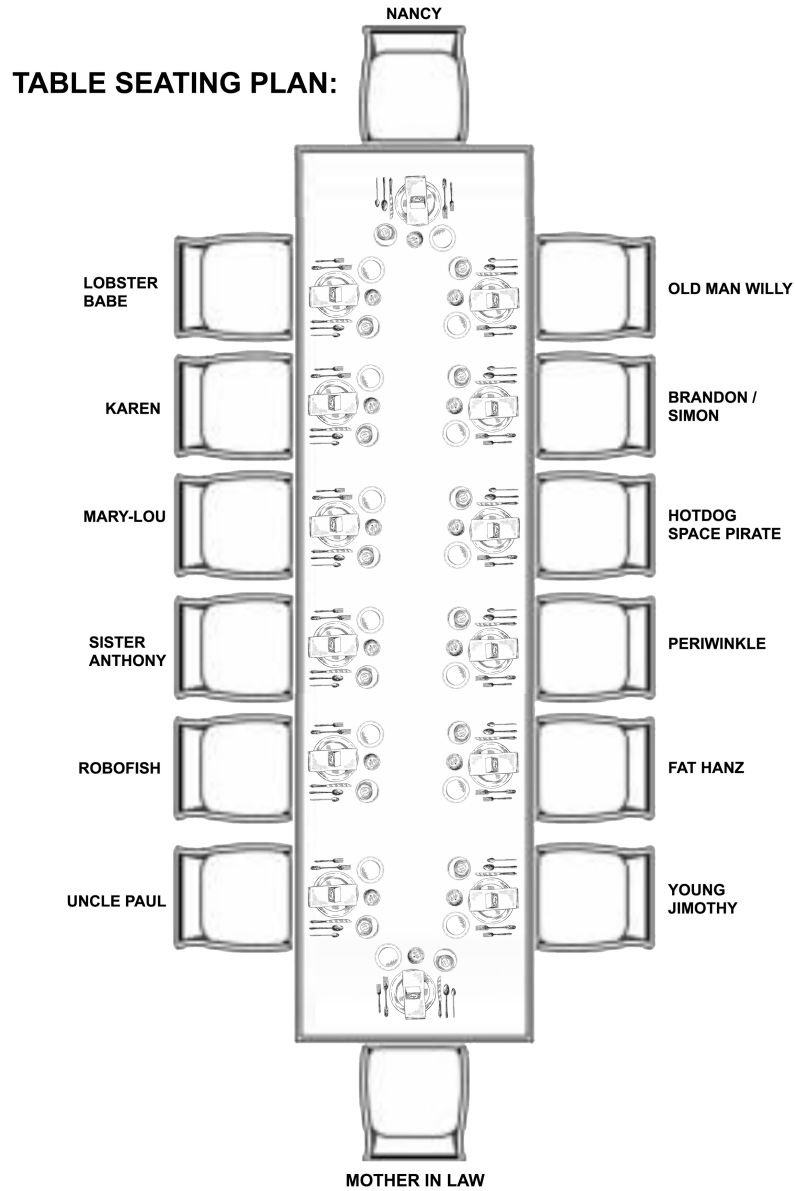 NANCY
TABLE SEATING PLAN:
LOBSTER
BABE
OLD MAN WILLY
KAREN
BRANDON /
SIMON
MARY-LOU
HOTDOG
SPACE PIRATE
SISTER
ANTHONY
PERIWINKLE
ROBOFISH
FAT HANZ
UNCLE PAUL
YOUNG
JIMOTHY
MOTHER IN LAW